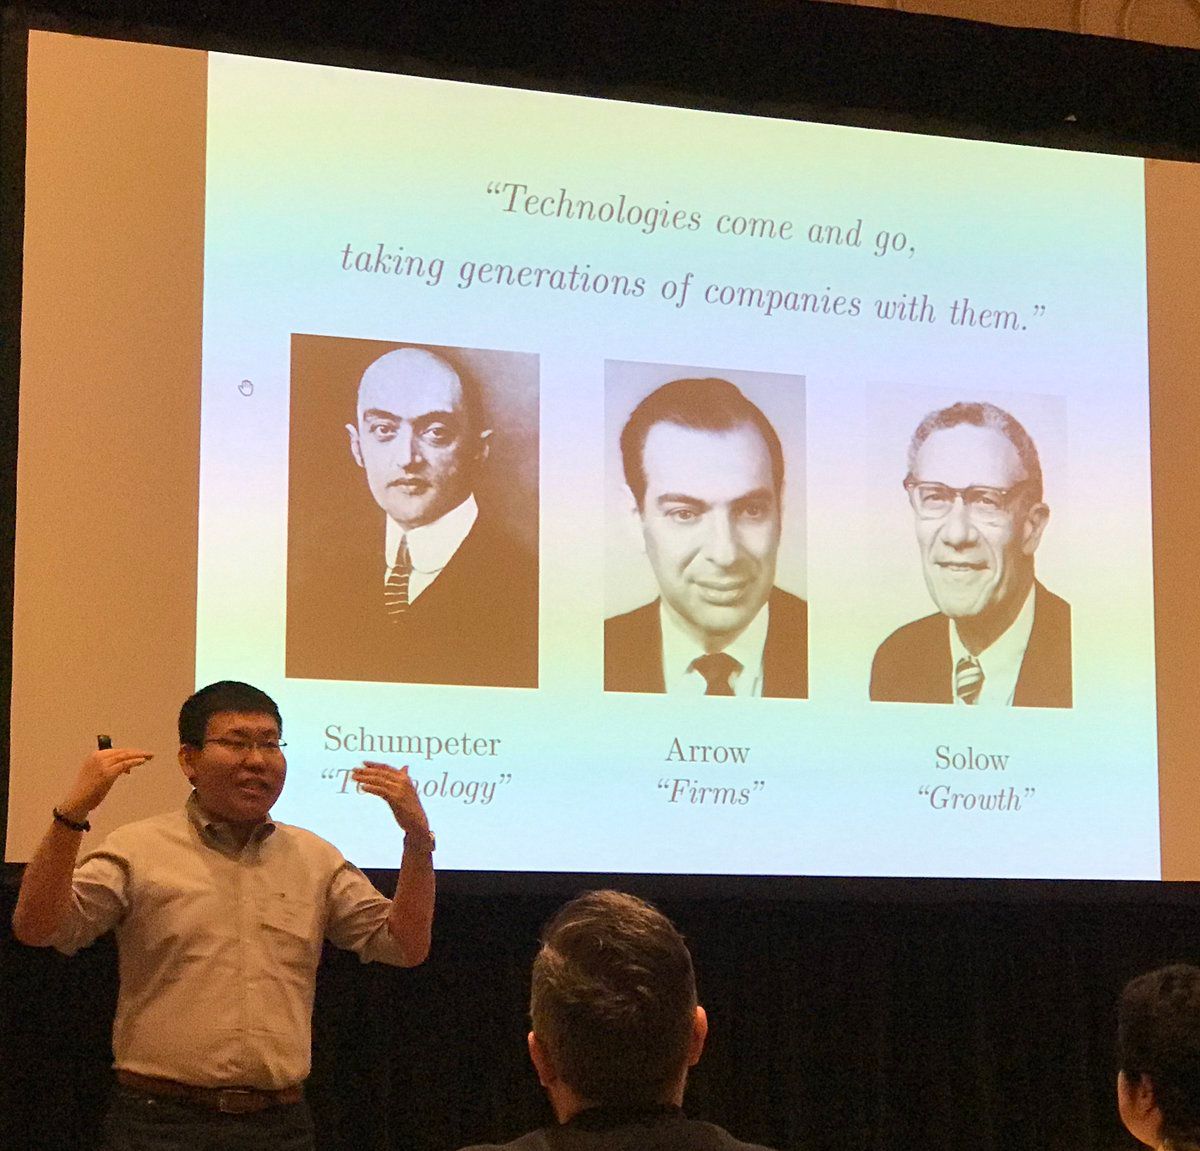 “Technologies come and go,
taking generations of companies with them.”
Schumpeter
Arrow
Solow
“Firms”
“Growth”